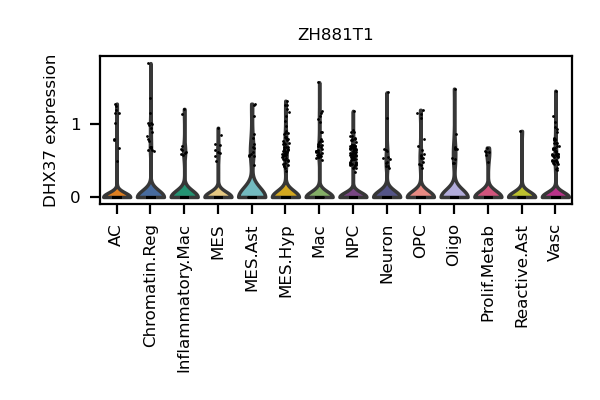 ZH881T1
DHX37 expression
1
0
AC
Chromatin.Reg
Inflammatory.Mac
MES
MES.Ast
MES.Hyp
Mac
NPC
Neuron
OPC
Oligo
Prolif.Metab
Reactive.Ast
Vasc